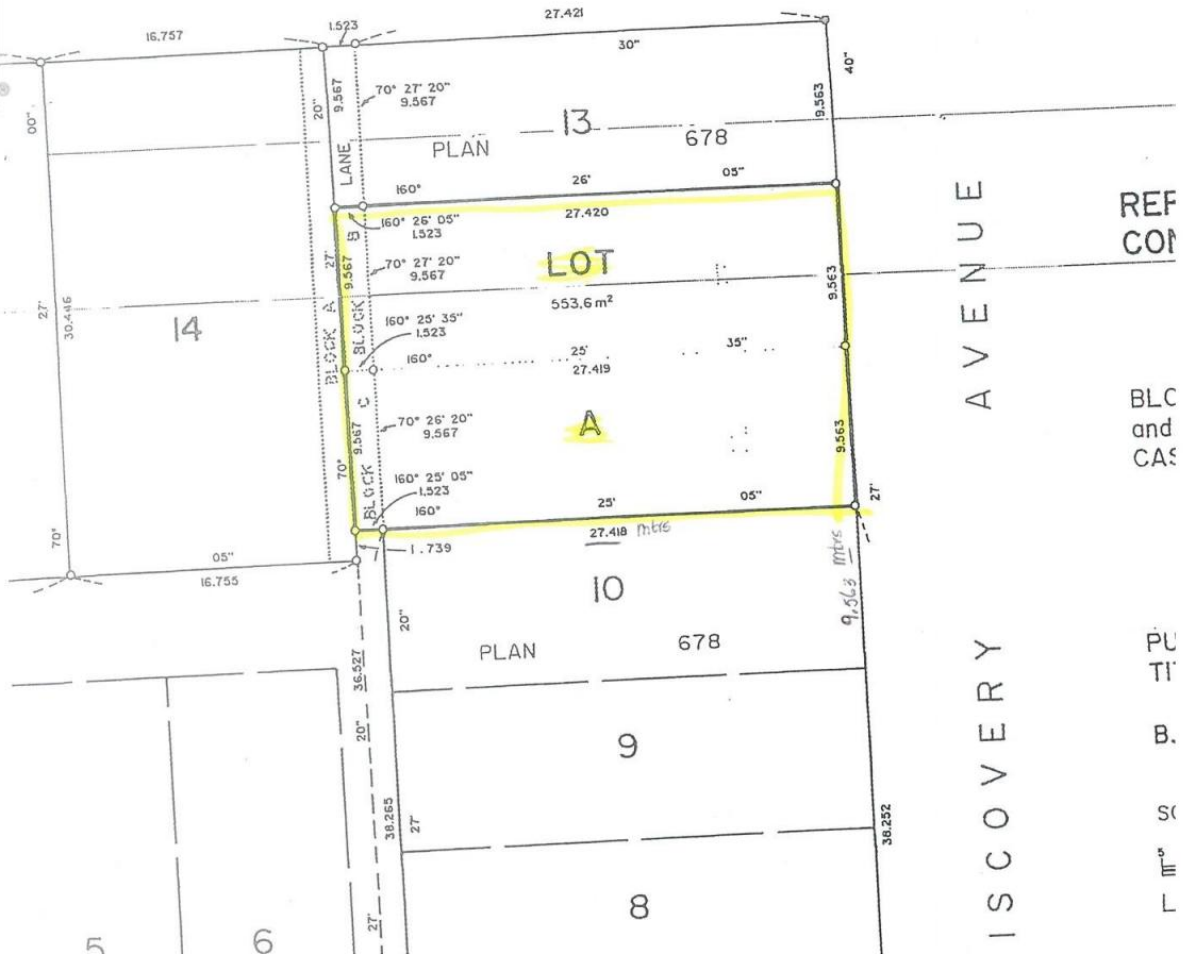 27.421
16.757
1.523
30"
40"
00"
20"
9.567
70° 27' 20"
9.567
9.563
13
PLAN 678
LANE
160° 26' 05"
27.420
160° 26' 05"
1.523
B
BLOCK
27'
9.567
70° 27' 20"
9.567
LOT
553.6 m²
9.563
AVENUE
REF
CON
27'
30.446
14
BLOCK A
160° 25' 35"
1.523
160° 25' 35"
27.419
BLOCK C
9.567
70° 26' 20"
9.567
A
9.563
BLC
and
CAS
70°
160° 25' 05"
1.523
160° 25' 05"
27.418 mtrs
27'
70°
05"
16.755
1.739
10
9.563 mtrs
20"
PLAN 678
36.527
20"
27'
9
38.265
27'
38.252
8
5
6
ISCOVERY
PU
TI
B.
SC
L